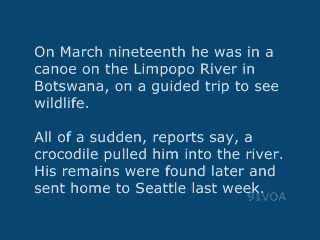 On March nineteenth he was in a
canoe on the Limpopo River in
Botswana, on a guided trip to see
wildlife.
All of a sudden, reports say, a
crocodile pulled him into the river.
His remains were found later and
sent home to Seattle last week.
91VOA